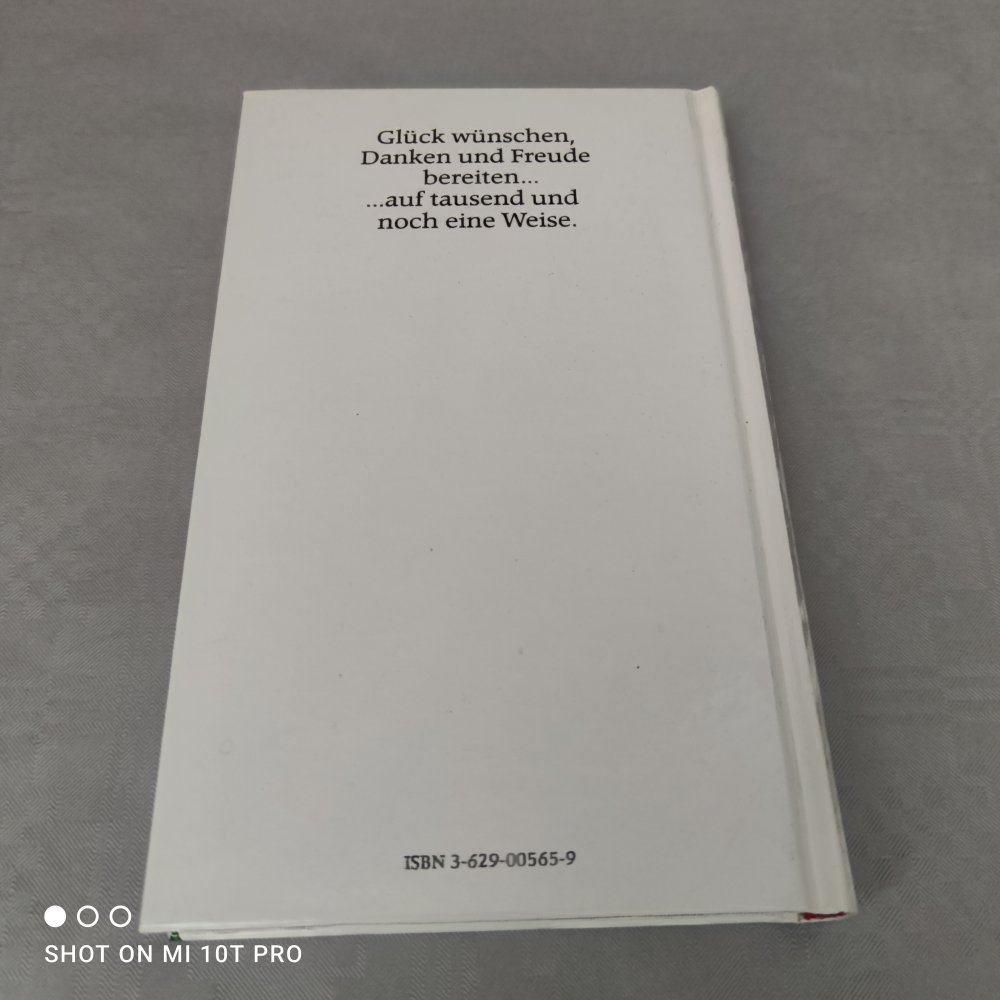 Glück wünschen,
Danken und Freude
bereiten...
...auf tausend und
noch eine Weise.
ISBN 3-629-00565-9
SHOT ON MI 10T PRO